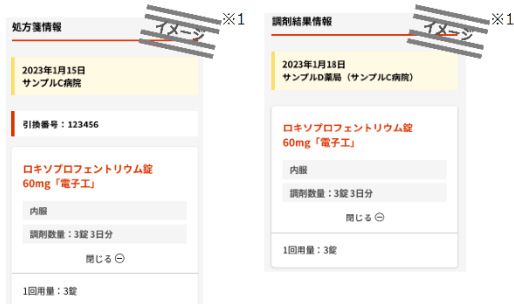 処方箋情報
イメージ
※1
2023年1月15日
サンプルC病院
引換番号：123456
ロキソプロフェントリウム錠
60mg「電子工」
内服
調剤数量：3錠 3日分
閉じる
1回用量：3錠
調剤結果情報
イメージ
※1
2023年1月18日
サンプルD薬局（サンプルC病院）
ロキソプロフェントリウム錠
60mg「電子工」
内服
調剤数量：3錠 3日分
閉じる
1回用量：3錠